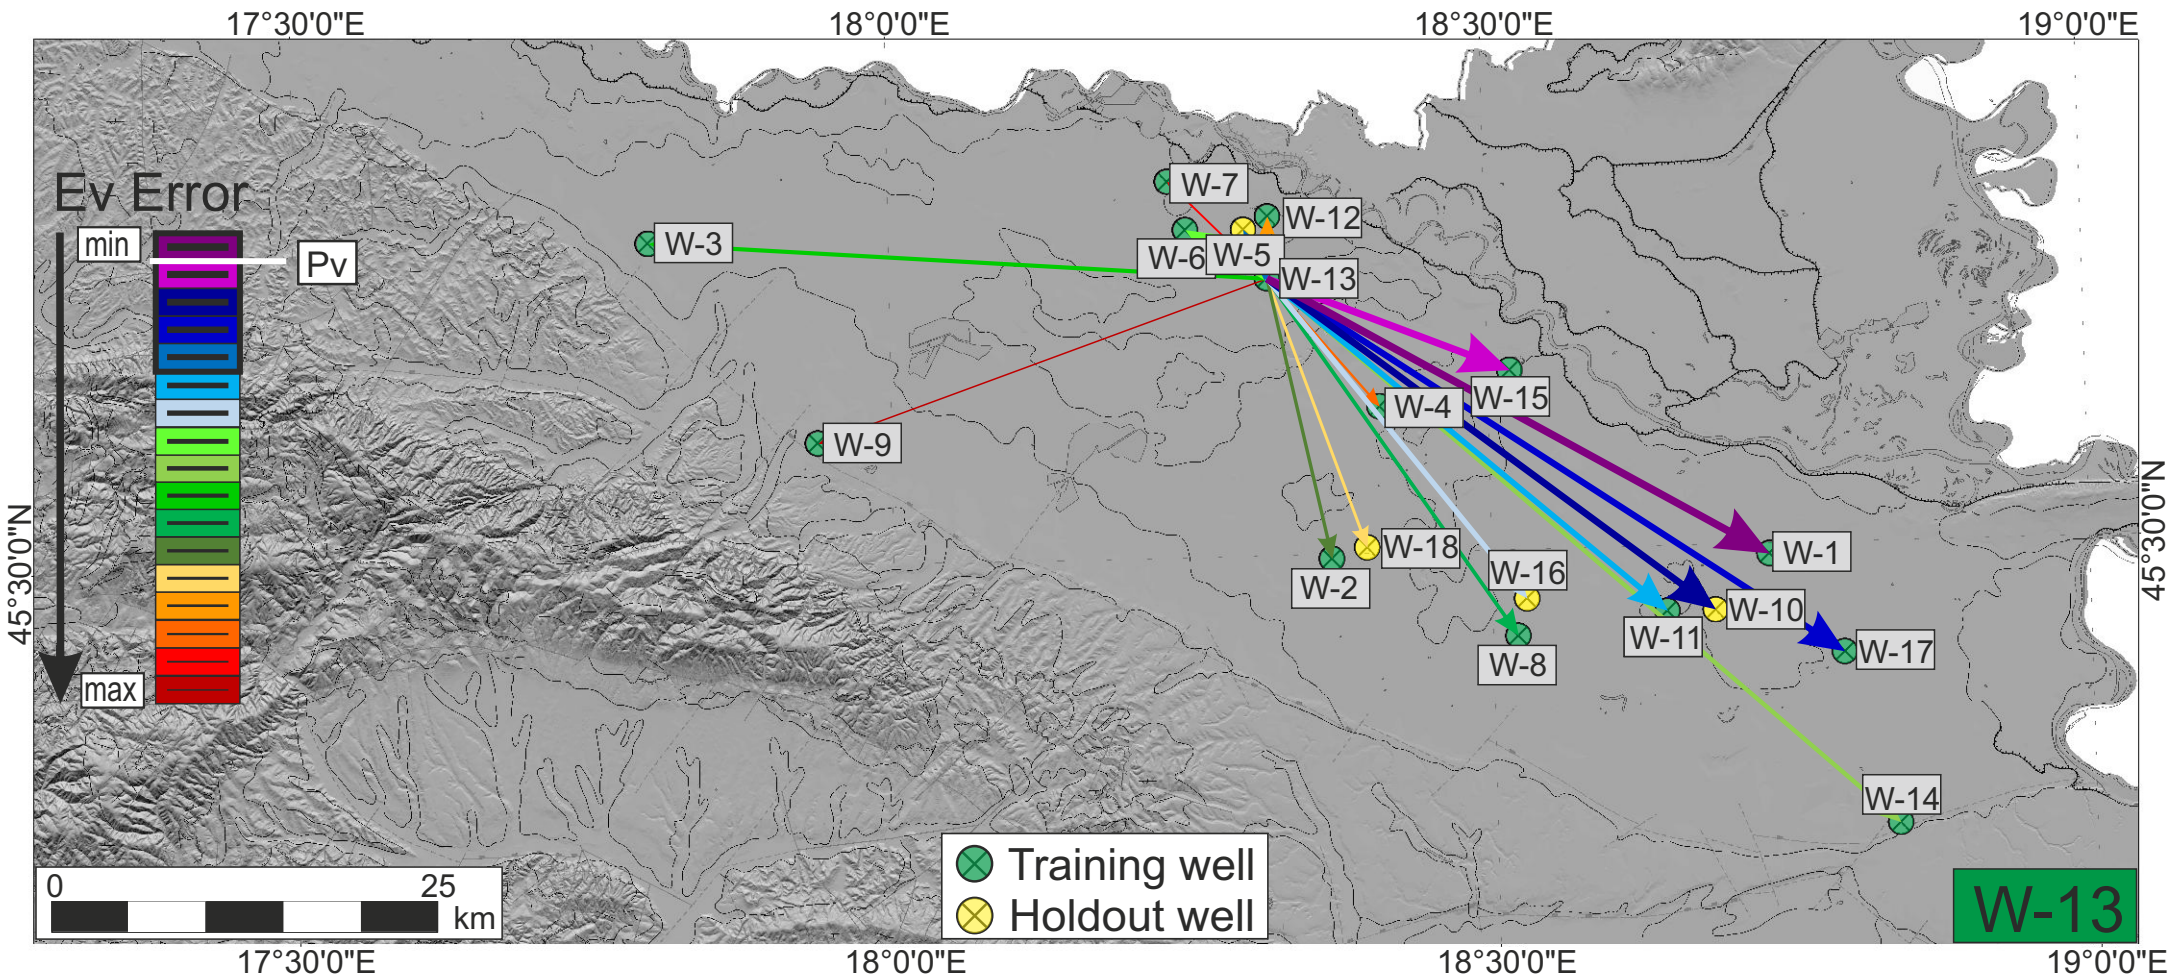 17°30'0"E 18°0'0"E 18°30'0"E 19°0'0"E
Ev Error
min
Pv
max
W-7
W-12
W-3
W-6
W-5
W-13
W-15
W-4
W-9
W-18
W-1
W-2
W-16
W-10
W-11
W-17
W-8
W-14
45°30'0"N
45°30'0"N
0 25
km
Training well
Holdout well
W-13
17°30'0"E 18°0'0"E 18°30'0"E 19°0'0"E